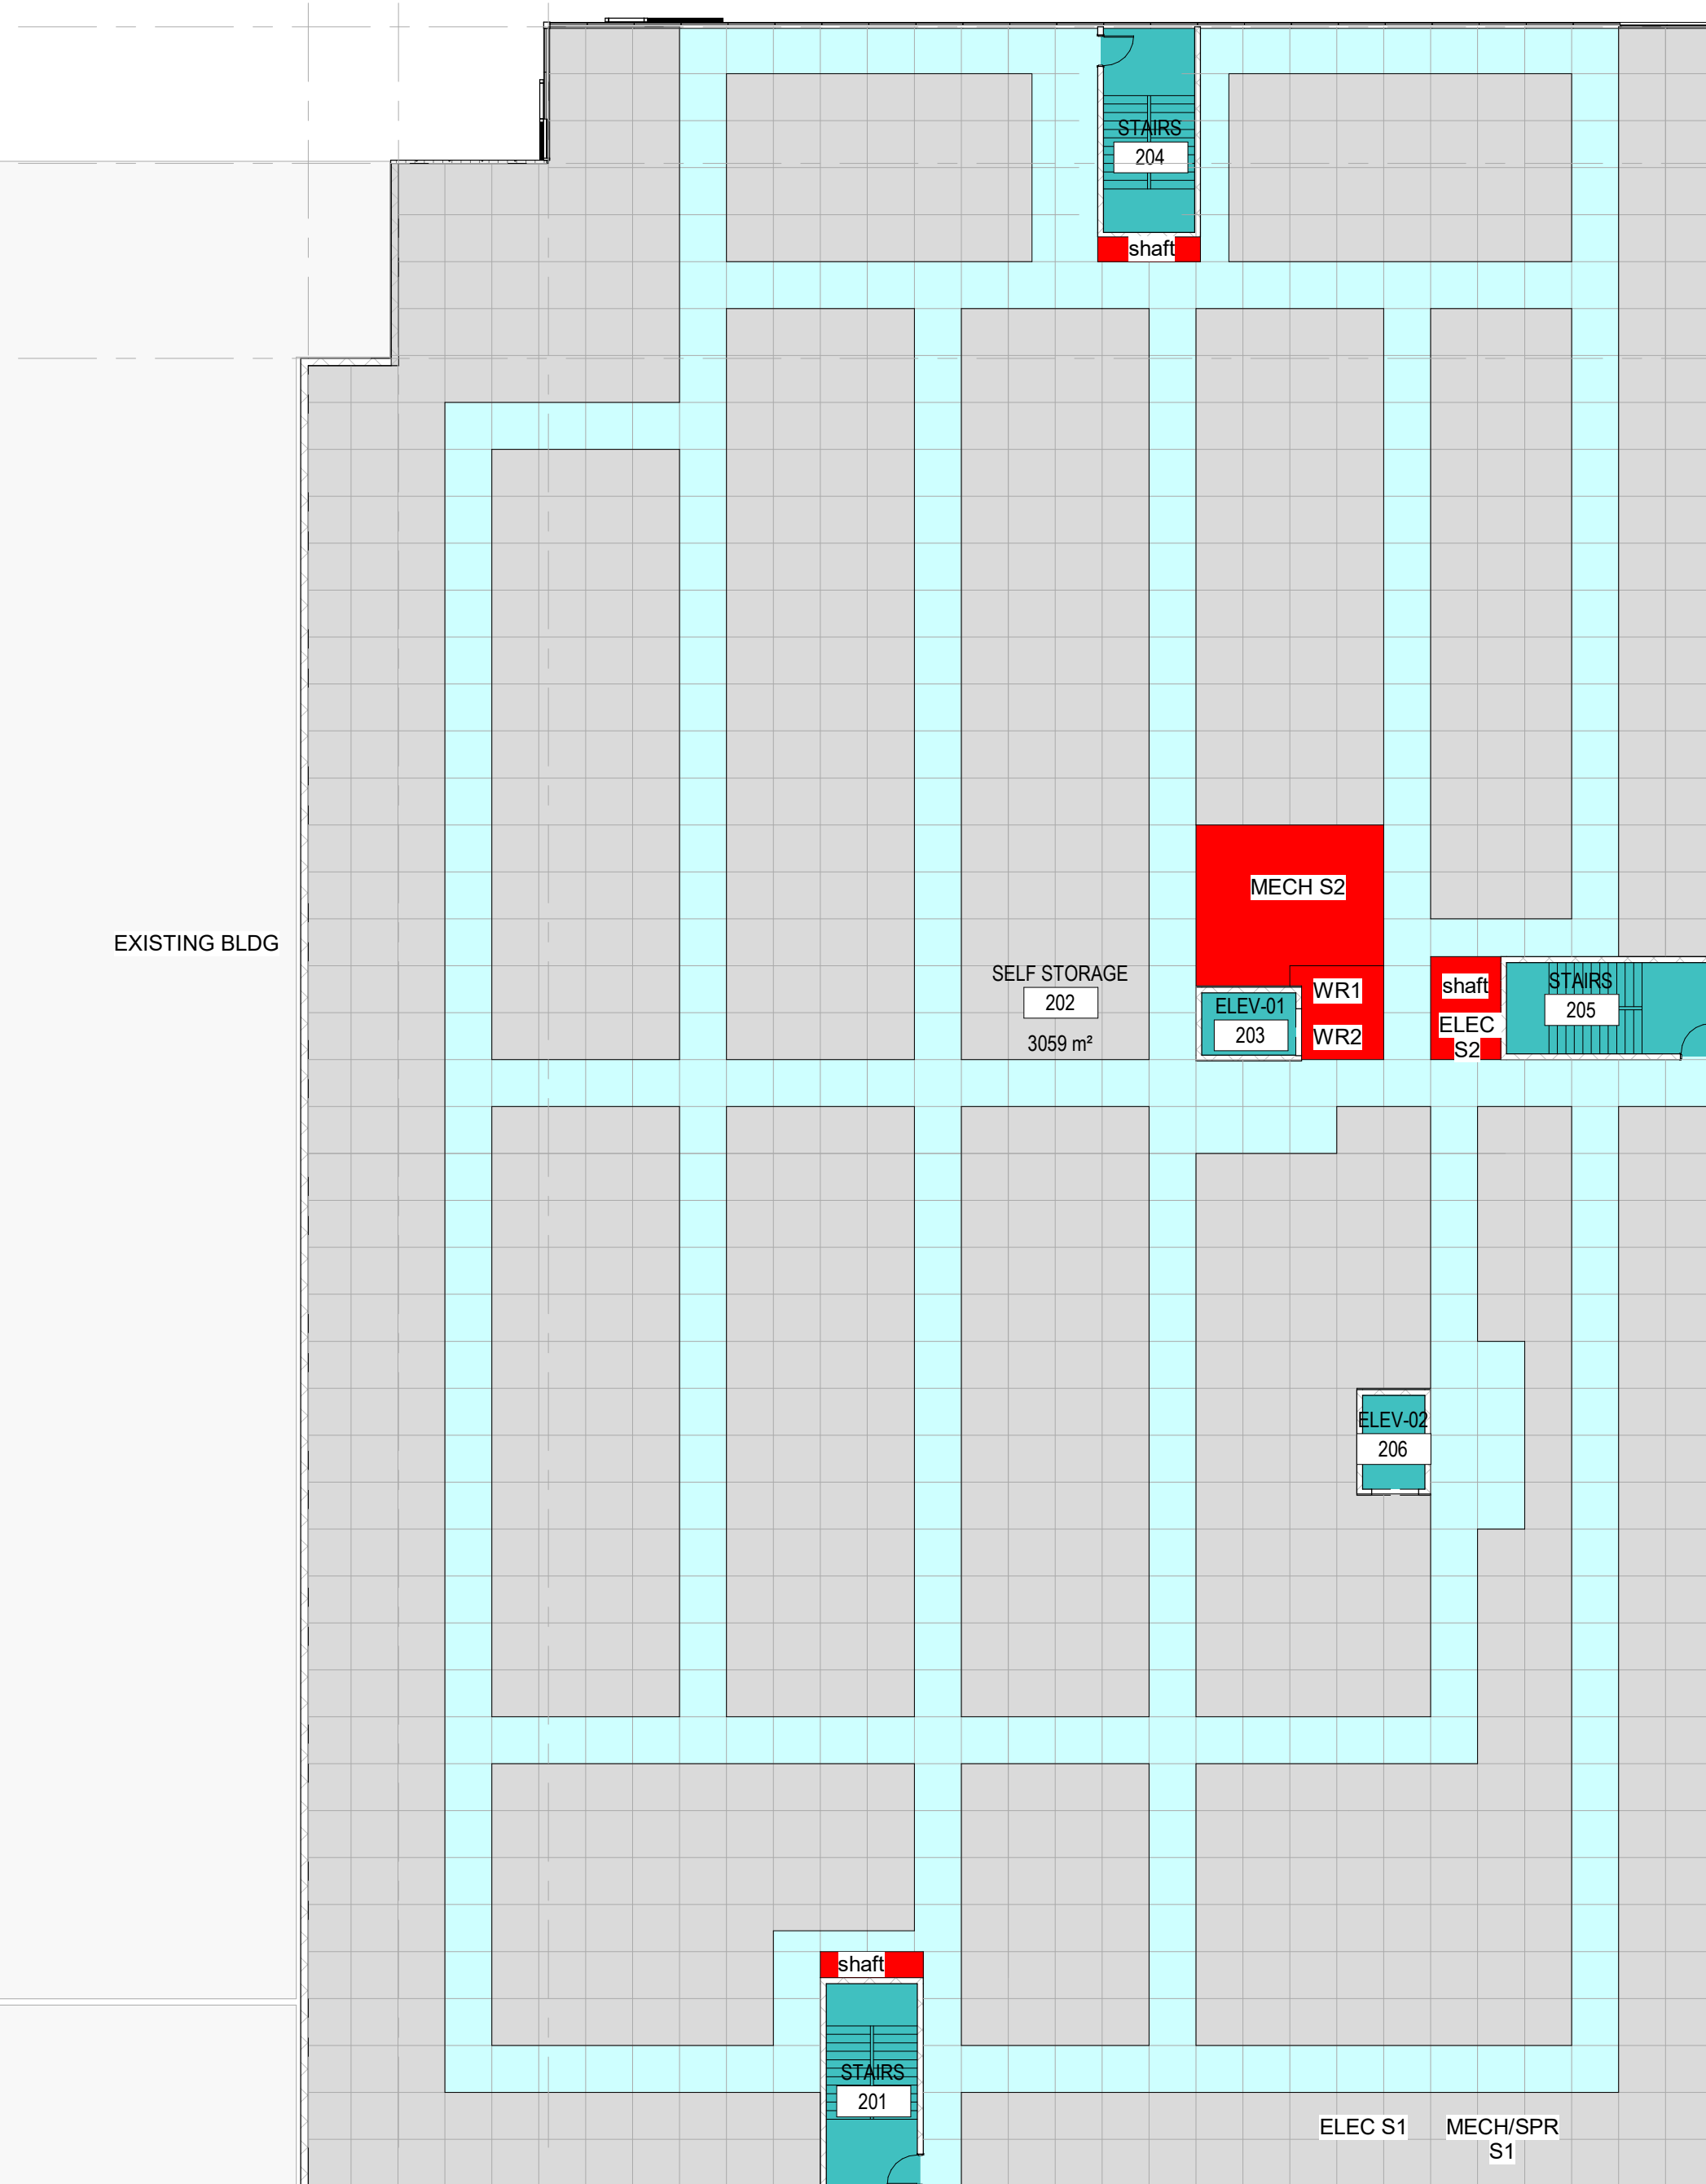 STAIRS
204
shaft
MECH S2
EXISTING BLDG
SELF STORAGE
202
3059 m²
ELEV-01
203
WR1
WR2
shaft
ELEC
S2
STAIRS
205
ELEV-02
206
shaft
STAIRS
201
ELEC S1
MECH/SPR
S1